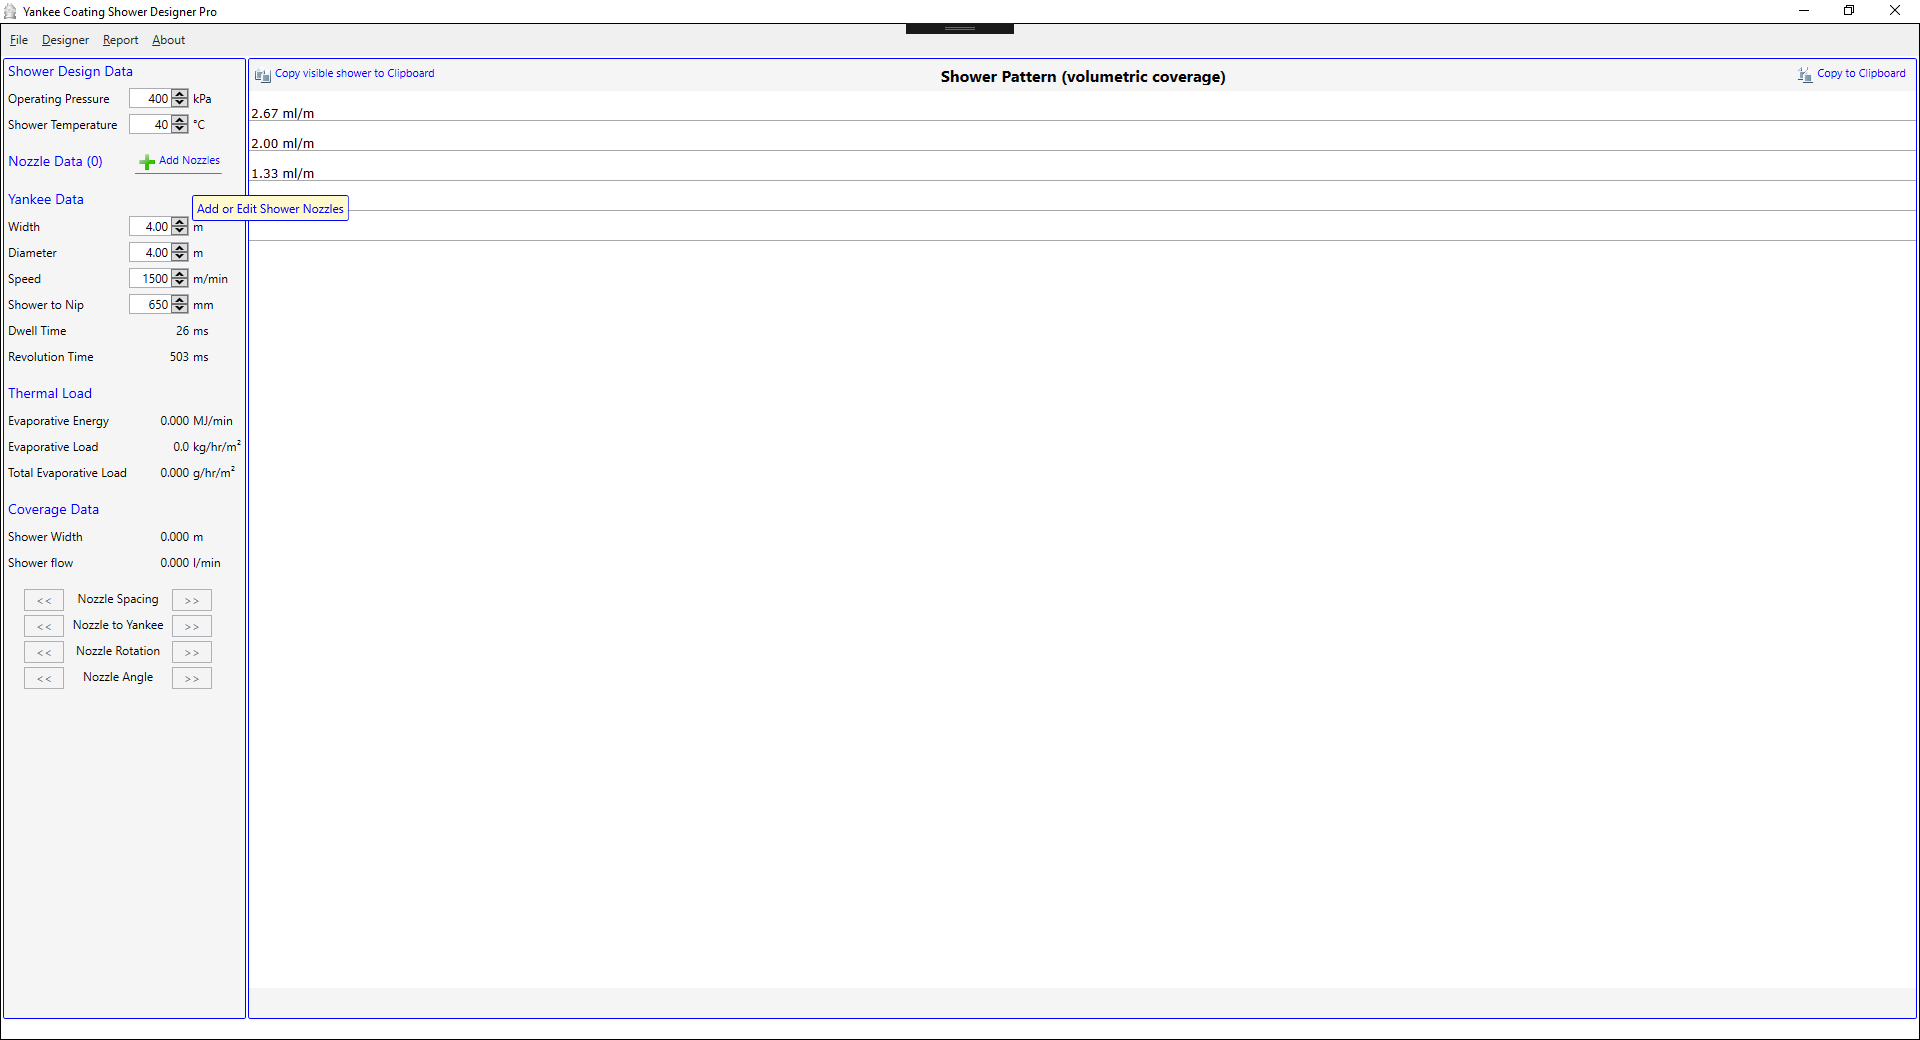 Yankee Coating Shower Designer Pro
File Designer Report About
Shower Design Data
Operating Pressure 400 kPa
Shower Temperature 40 °C
Nozzle Data (0) Add Nozzles
Yankee Data
Add or Edit Shower Nozzles
Width 4.00 m
Diameter 4.00 m
Speed 1500 m/min
Shower to Nip 650 mm
Dwell Time 26 ms
Revolution Time 503 ms
Thermal Load
Evaporative Energy 0.000 MJ/min
Evaporative Load 0.0 kg/hr/m²
Total Evaporative Load 0.000 g/hr/m²
Coverage Data
Shower Width 0.000 m
Shower flow 0.000 l/min
<< Nozzle Spacing >>
<< Nozzle to Yankee >>
<< Nozzle Rotation >>
<< Nozzle Angle >>
Copy visible shower to Clipboard
Shower Pattern (volumetric coverage)
Copy to Clipboard
2.67 ml/m
2.00 ml/m
1.33 ml/m